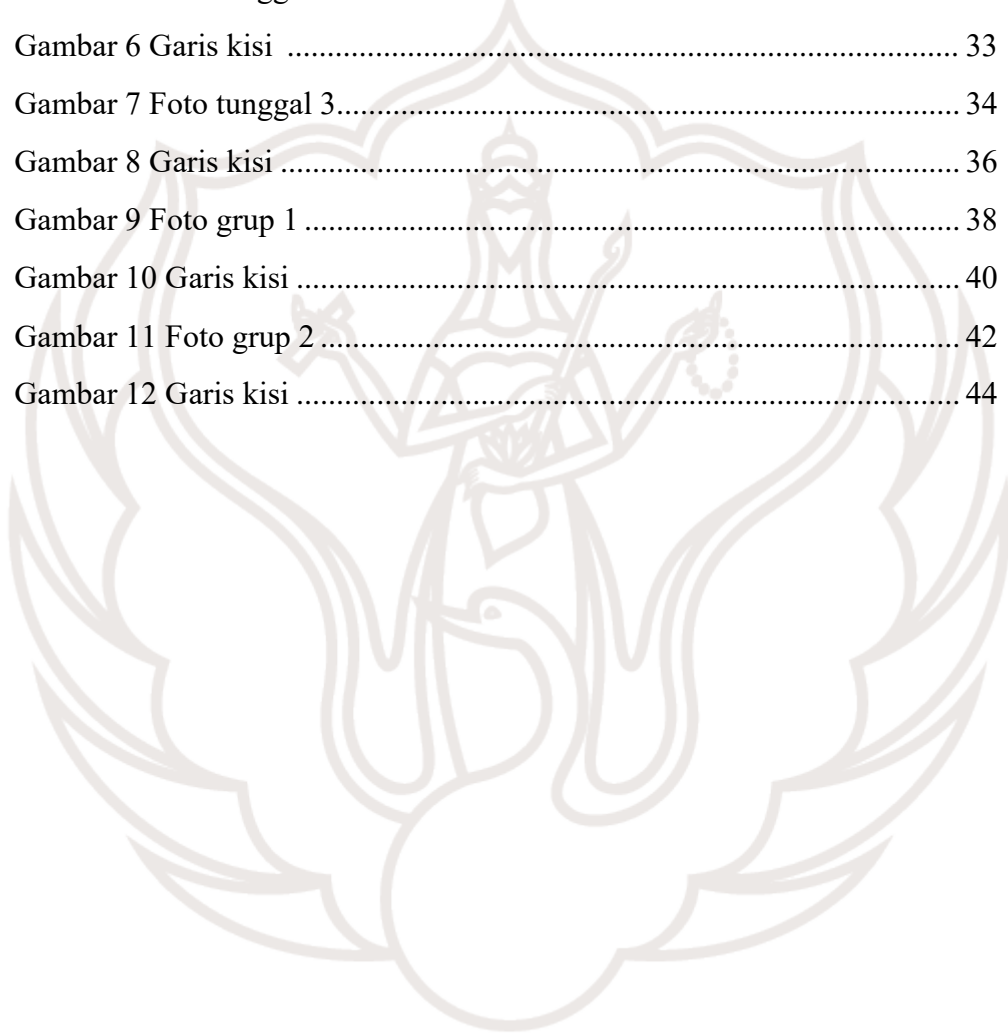 Gambar 6 Garis kisi ................................................................................... 33
Gambar 7 Foto tunggal 3............................................................................. 34
Gambar 8 Garis kisi .................................................................................... 36
Gambar 9 Foto grup 1 ................................................................................. 38
Gambar 10 Garis kisi .................................................................................. 40
Gambar 11 Foto grup 2 ............................................................................... 42
Gambar 12 Garis kisi .................................................................................. 44